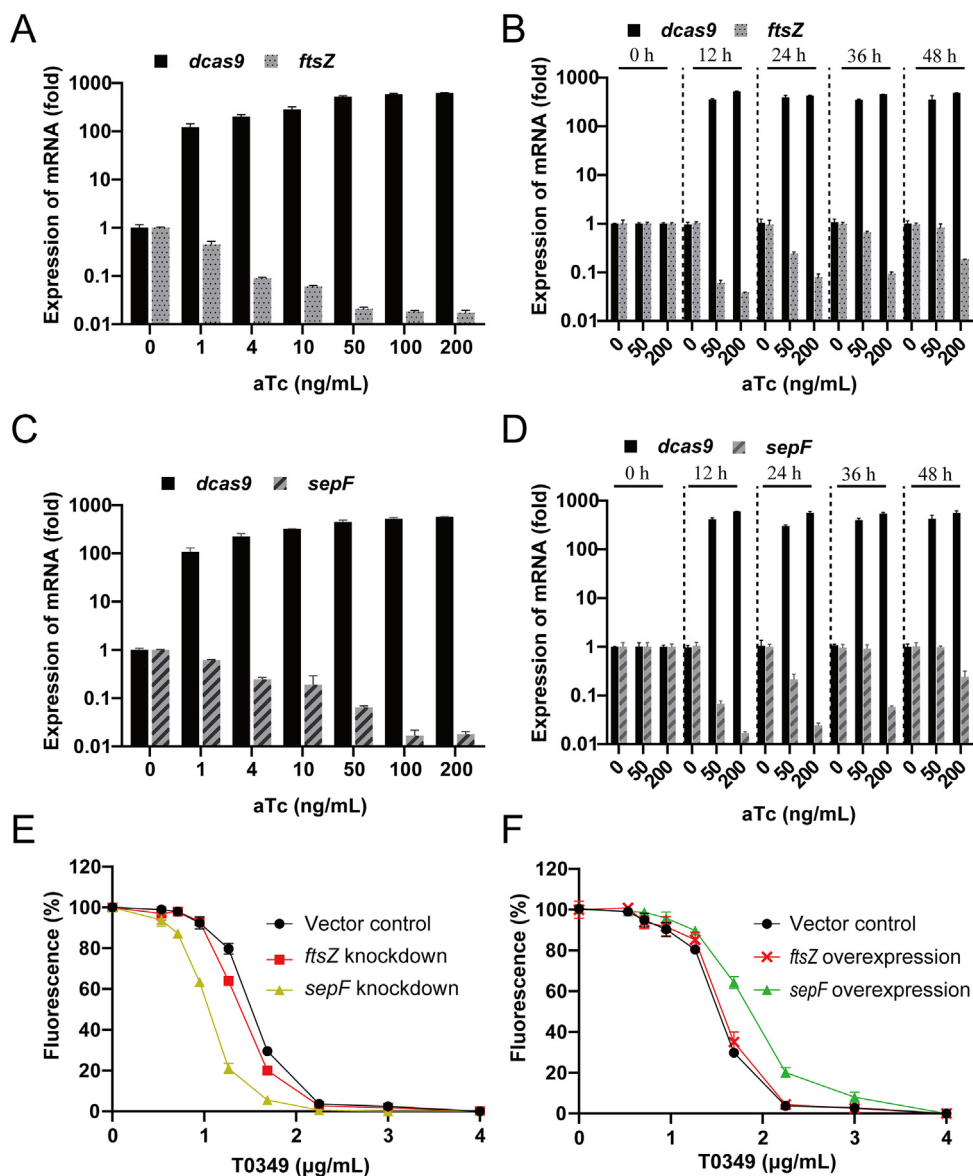 A
dcas9 ftsZ
Expression of mRNA (fold)
1000
100
10
1
0.1
0.01
0 1 4 10 50 100 200
aTc (ng/mL)
B
dcas9 ftsZ
0 h 12 h 24 h 36 h 48 h
Expression of mRNA (fold)
1000
100
10
1
0.1
0.01
0 50 200 0 50 200 0 50 200 0 50 200 0 50 200
aTc (ng/mL)
C
dcas9 sepF
Expression of mRNA (fold)
1000
100
10
1
0.1
0.01
0 1 4 10 50 100 200
aTc (ng/mL)
D
dcas9 sepF
0 h 12 h 24 h 36 h 48 h
Expression of mRNA (fold)
1000
100
10
1
0.1
0.01
0 50 200 0 50 200 0 50 200 0 50 200 0 50 200
aTc (ng/mL)
E
Fluorescence (%)
120
100
80
60
40
20
0
Vector control
ftsZ knockdown
sepF knockdown
0 1 2 3 4
T0349 (μg/mL)
F
Fluorescence (%)
120
100
80
60
40
20
0
Vector control
ftsZ overexpression
sepF overexpression
0 1 2 3 4
T0349 (μg/mL)